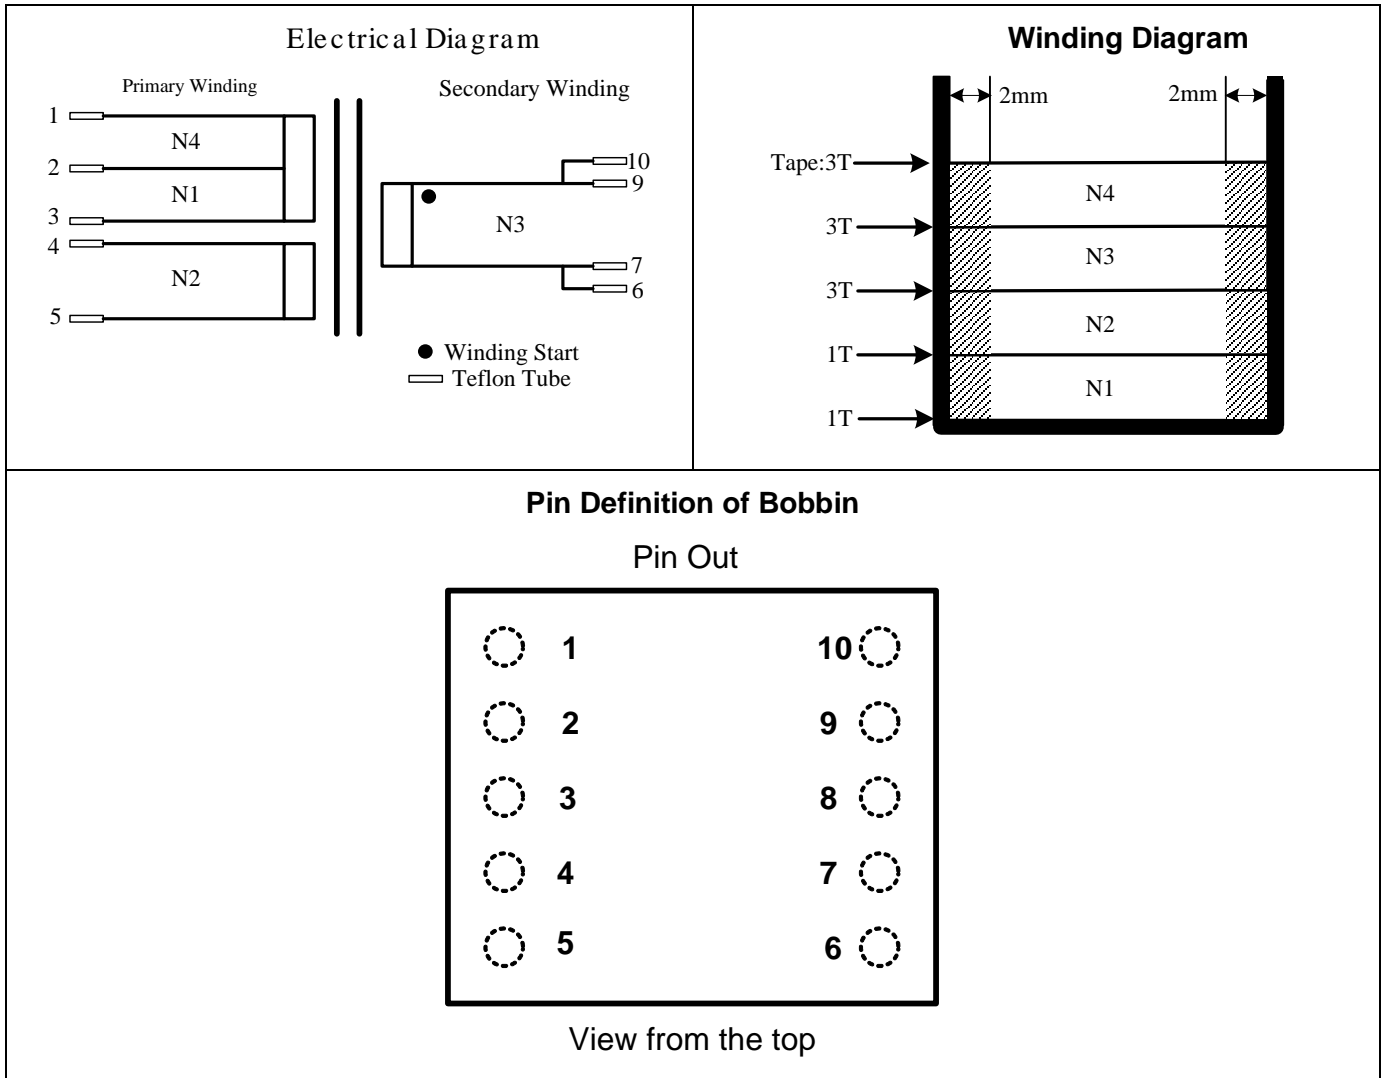 Electrical Diagram
Primary Winding
Secondary Winding
1
N4
2
N1
3
4
N2
5
10
9
N3
7
6
Winding Start
Teflon Tube
Winding Diagram
2mm 2mm
Tape:3T
N4
3T
N3
3T
N2
1T
N1
1T
Pin Definition of Bobbin
Pin Out
1 10
2 9
3 8
4 7
5 6
View from the top